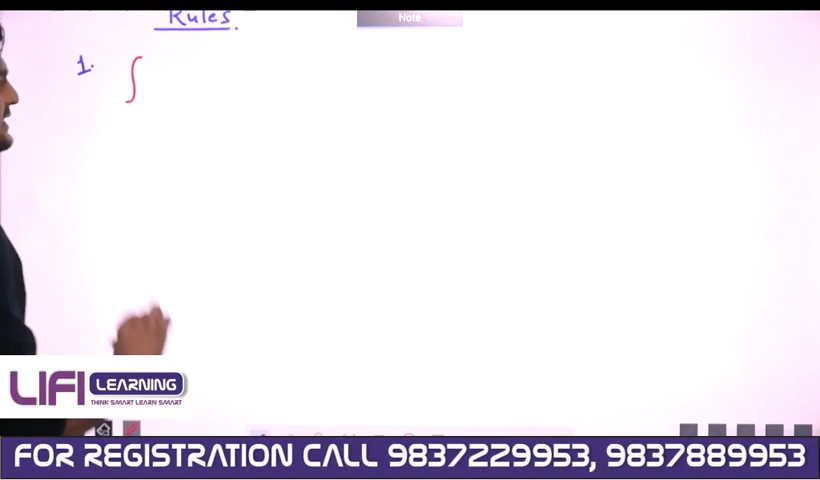 Rules.
Note
1. ∫
LIFI LEARNING
THINK SMART LEARN SMART
FOR REGISTRATION CALL 9837229953, 9837889953